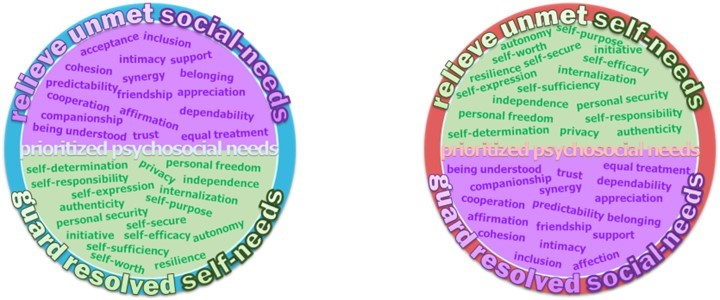 relieve unmet social-needs
acceptance inclusion
intimacy support
cohesion synergy belonging
predictability friendship appreciation
cooperation affirmation dependability
companionship
being understood trust equal treatment
prioritized psychosocial needs
self-determination privacy personal freedom
self-responsibility independence
self-expression internalization
authenticity self-purpose
personal security self-secure
initiative self-efficacy autonomy
self-sufficiency
self-worth resilience
guard resolved self-needs
relieve unmet self-needs
autonomy self-purpose
self-worth self-secure initiative
resilience self-efficacy
self-expression internalization
self-sufficiency
independence personal security
personal freedom self-responsibility
self-determination privacy authenticity
prioritized psychosocial needs
being understood trust equal treatment
companionship synergy dependability
cooperation predictability appreciation
affirmation friendship belonging
cohesion intimacy support
inclusion affection
guard resolved social-needs